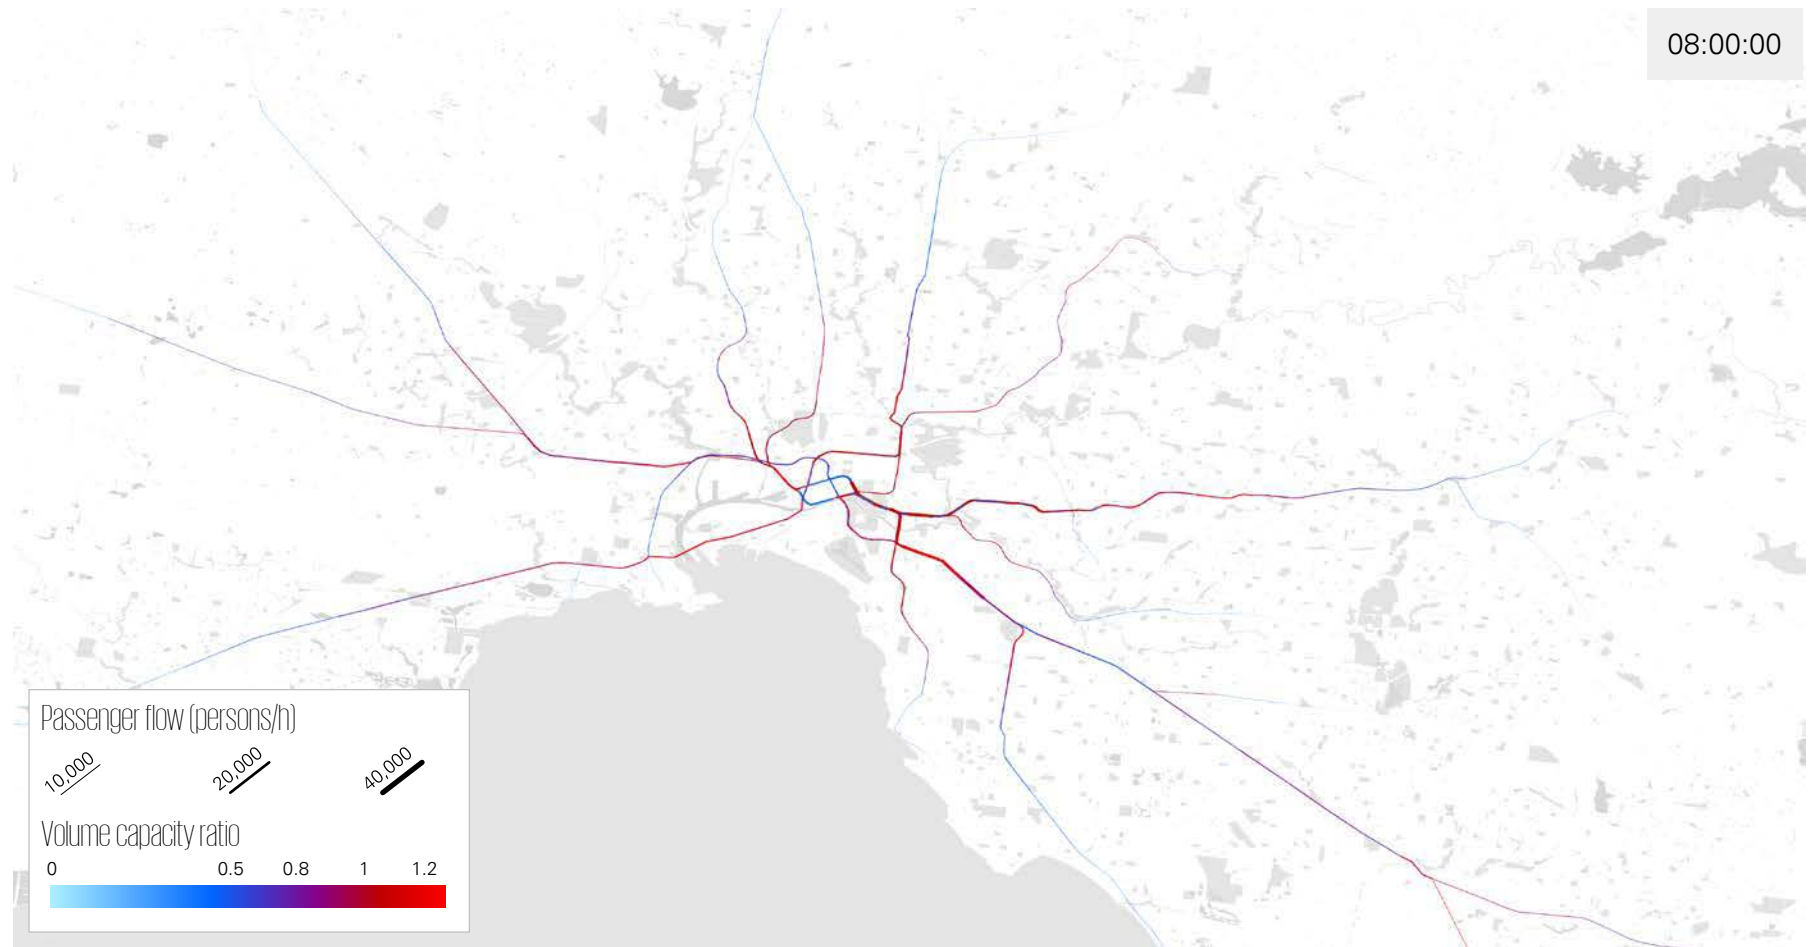 08:00:00
Passenger flow (persons/h)
10,000 20,000 40,000
Volume capacity ratio
0 0.5 0.8 1 1.2